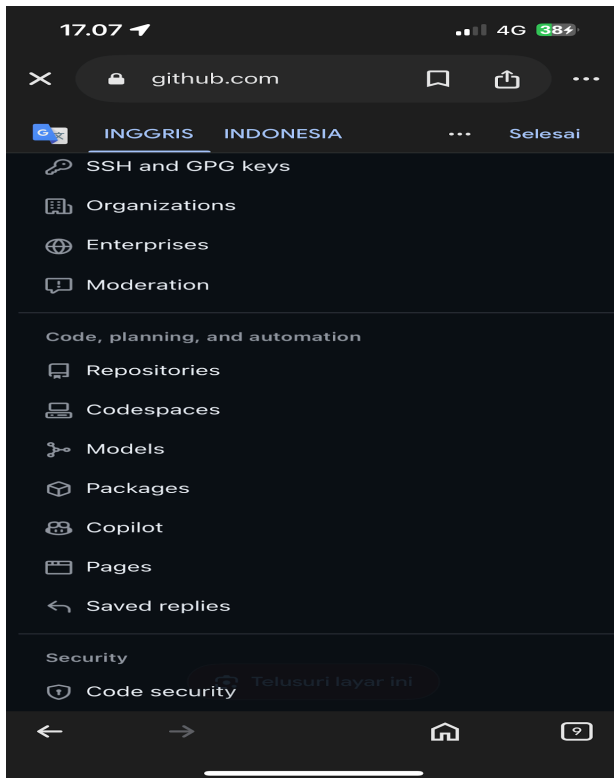 17.07
4G 38
github.com
INGGRIS INDONESIA Selesai
SSH and GPG keys
Organizations
Enterprises
Moderation
Code, planning, and automation
Repositories
Codespaces
Models
Packages
Copilot
Pages
Saved replies
Security
Telusuri layar ini
Code security
9